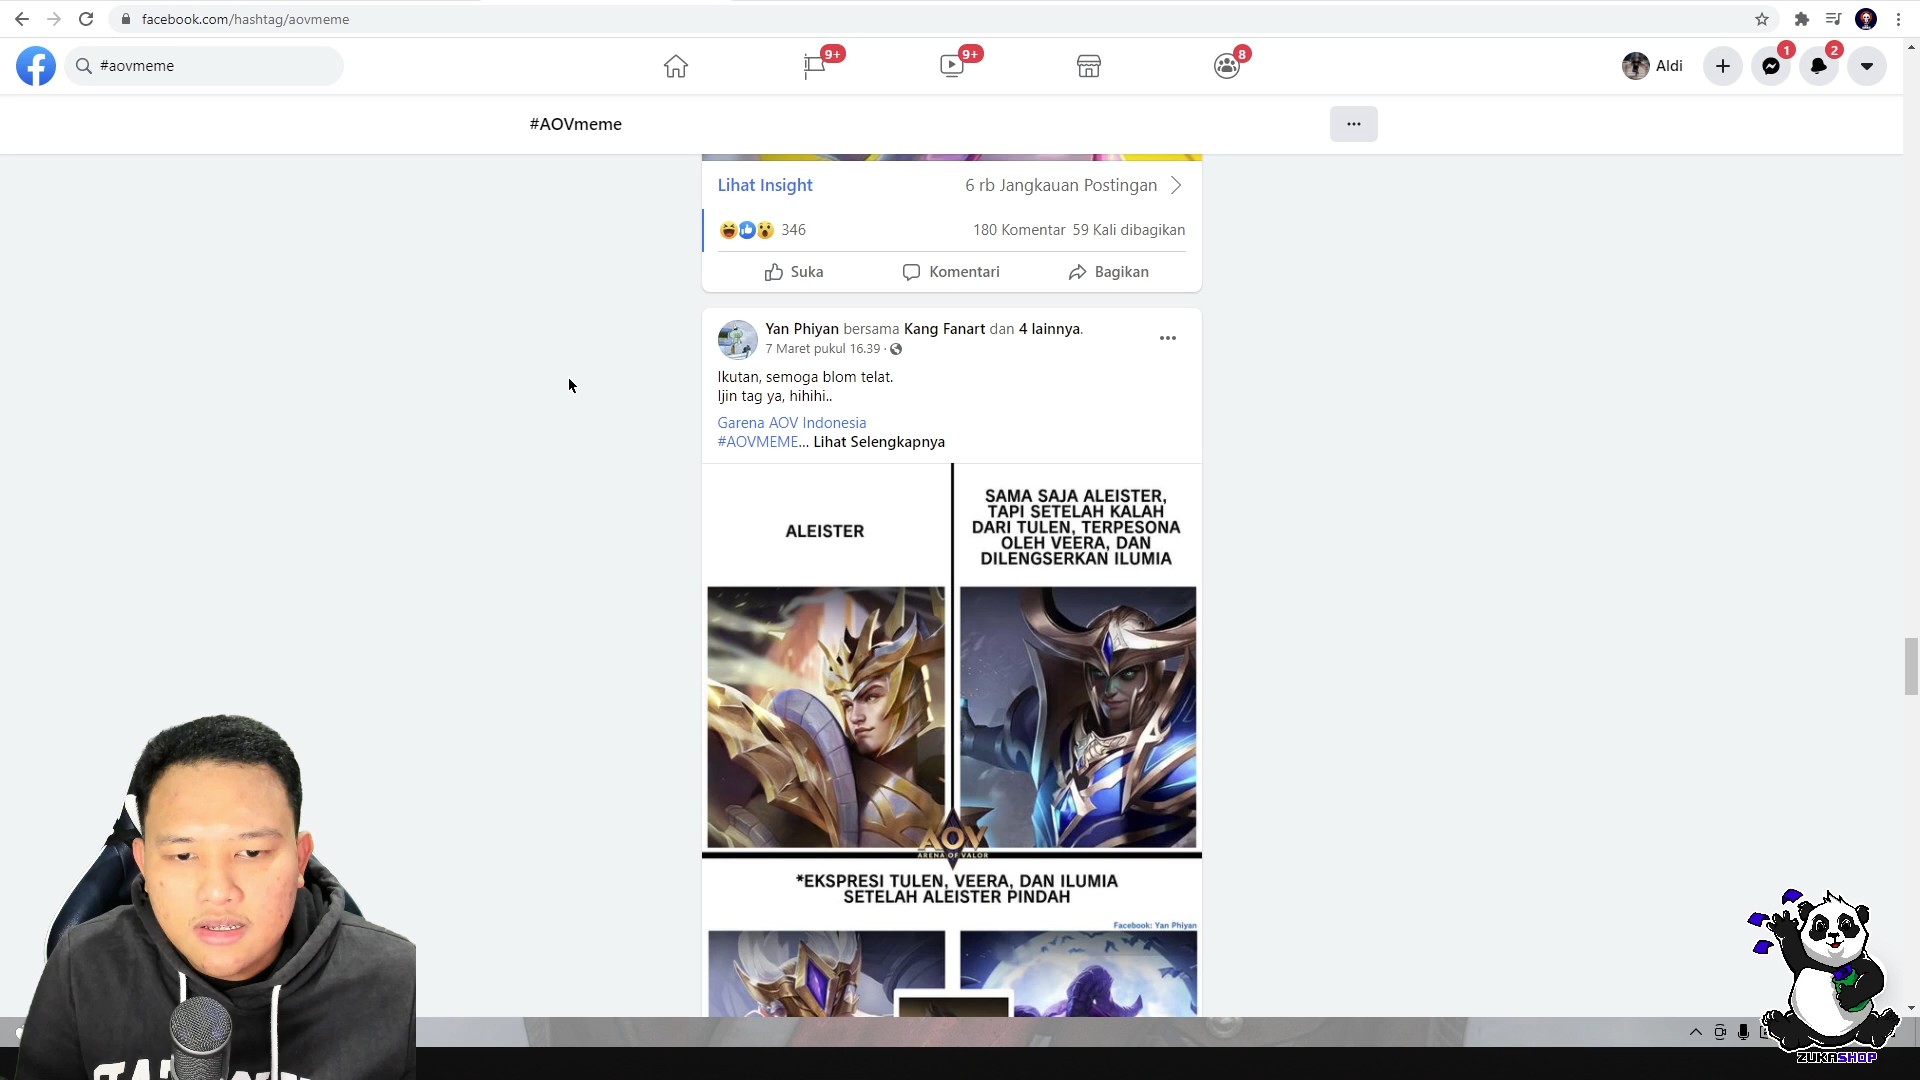 facebook.com/hashtag/aovmeme
#aovmeme
9+
9+
8
Aldi
1
2
#AOVmeme
Lihat Insight
6 rb Jangkauan Postingan
346
180 Komentar 59 Kali dibagikan
Suka
Komentari
Bagikan
Yan Phiyan bersama Kang Fanart dan 4 lainnya.
7 Maret pukul 16.39 ·
Ikutan, semoga blom telat.
Ijin tag ya, hihihi..
Garena AOV Indonesia
#AOVMEME... Lihat Selengkapnya
ALEISTER
SAMA SAJA ALEISTER,
TAPI SETELAH KALAH
DARI TULEN, TERPESONA
OLEH VEERA, DAN
DILENGSERKAN ILUMIA
AOV
ARENA OF VALOR
*EKSPRESI TULEN, VEERA, DAN ILUMIA
SETELAH ALEISTER PINDAH
Facebook: Yan Phiyan
ZUKASHOP